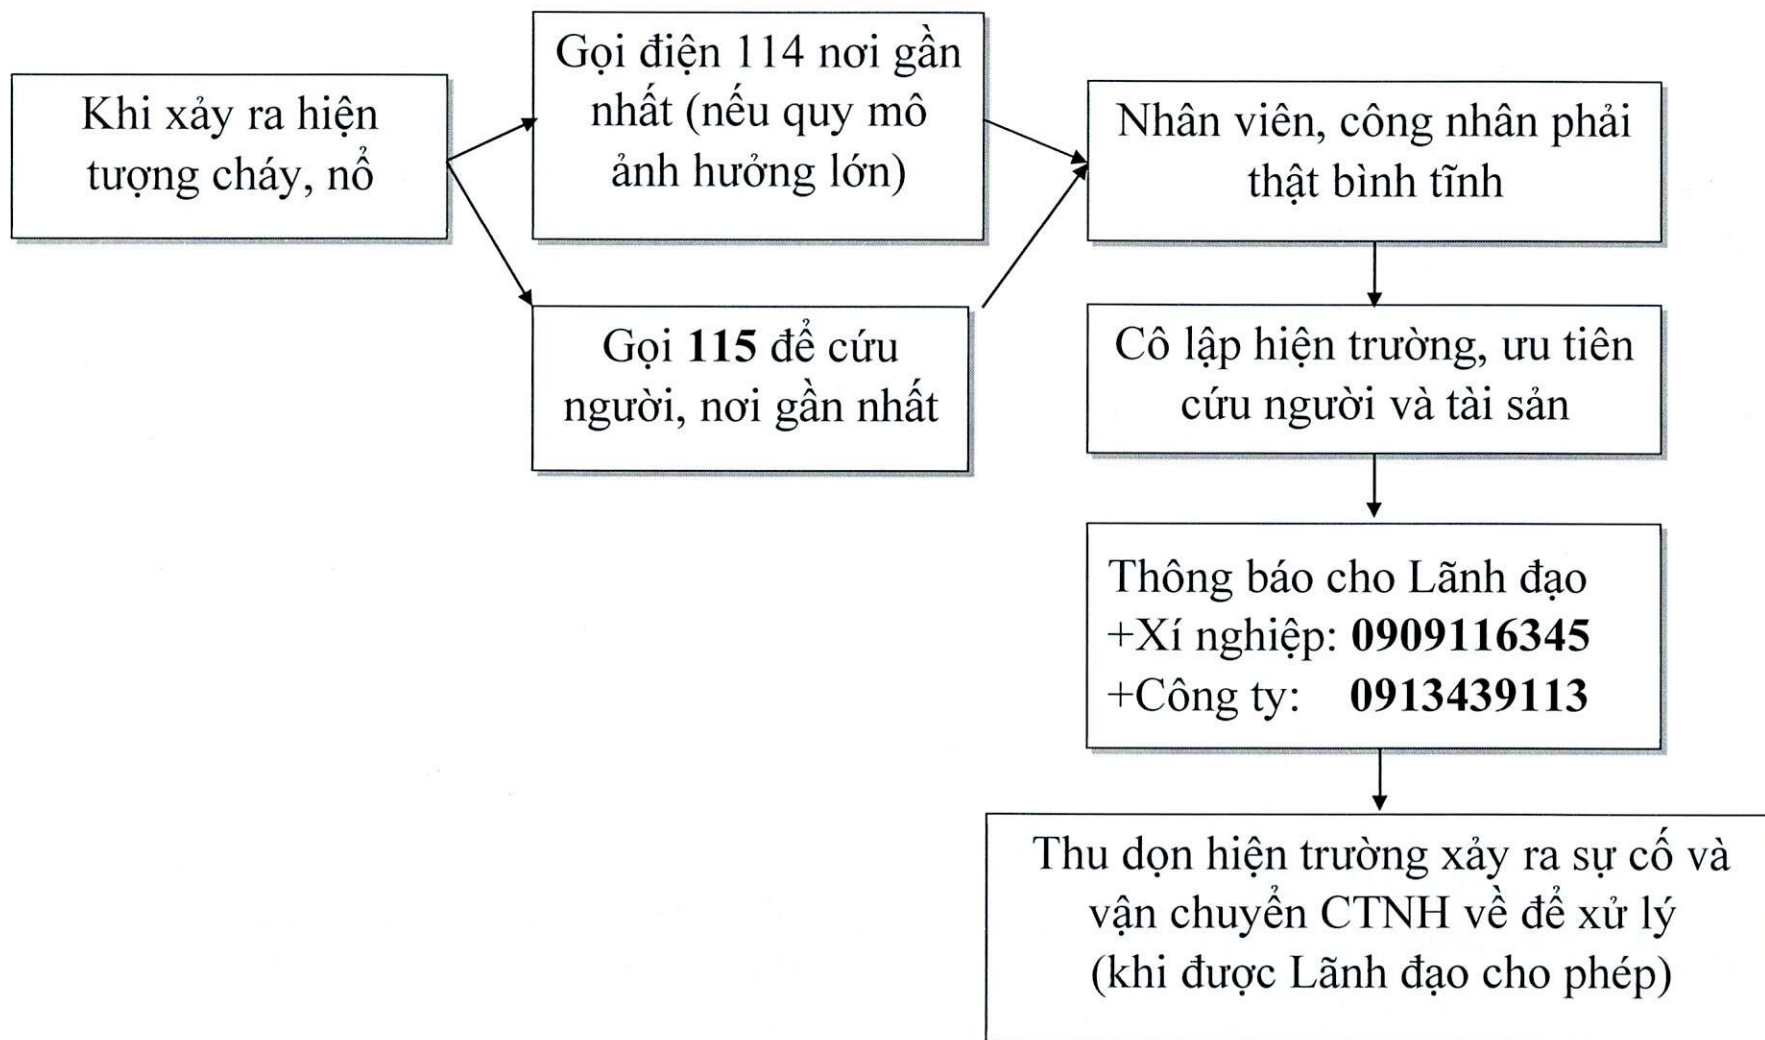 Khi xảy ra hiện
tượng cháy, nổ
Gọi điện 114 nơi gần
nhất (nếu quy mô
ảnh hưởng lớn)
Gọi 115 để cứu
người, nơi gần nhất
Nhân viên, công nhân phải
thật bình tĩnh
Cô lập hiện trường, ưu tiên
cứu người và tài sản
Thông báo cho Lãnh đạo
+Xí nghiệp: 0909116345
+Công ty: 0913439113
Thu dọn hiện trường xảy ra sự cố và
vận chuyển CTNH về để xử lý
(khi được Lãnh đạo cho phép)